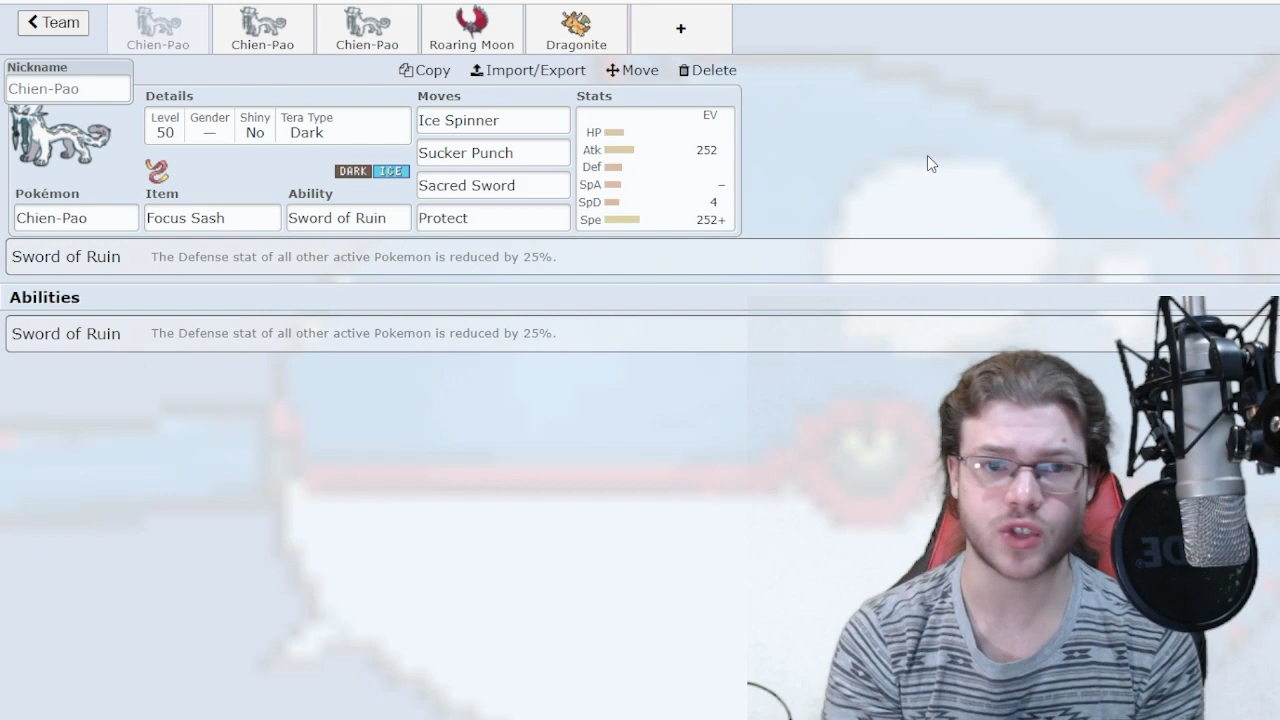 Team
Chien-Pao
Chien-Pao
Chien-Pao
Roaring Moon
Dragonite
+
Nickname
Chien-Pao
Copy
Import/Export
Move
Delete
Details
Moves
Stats
Level
50
Gender
—
Shiny
No
Tera Type
Dark
DARK ICE
Pokémon
Chien-Pao
Item
Focus Sash
Ability
Sword of Ruin
Ice Spinner
Sucker Punch
Sacred Sword
Protect
EV
HP
Atk 252
Def
SpA –
SpD 4
Spe 252+
Sword of Ruin The Defense stat of all other active Pokemon is reduced by 25%.
Abilities
Sword of Ruin The Defense stat of all other active Pokemon is reduced by 25%.